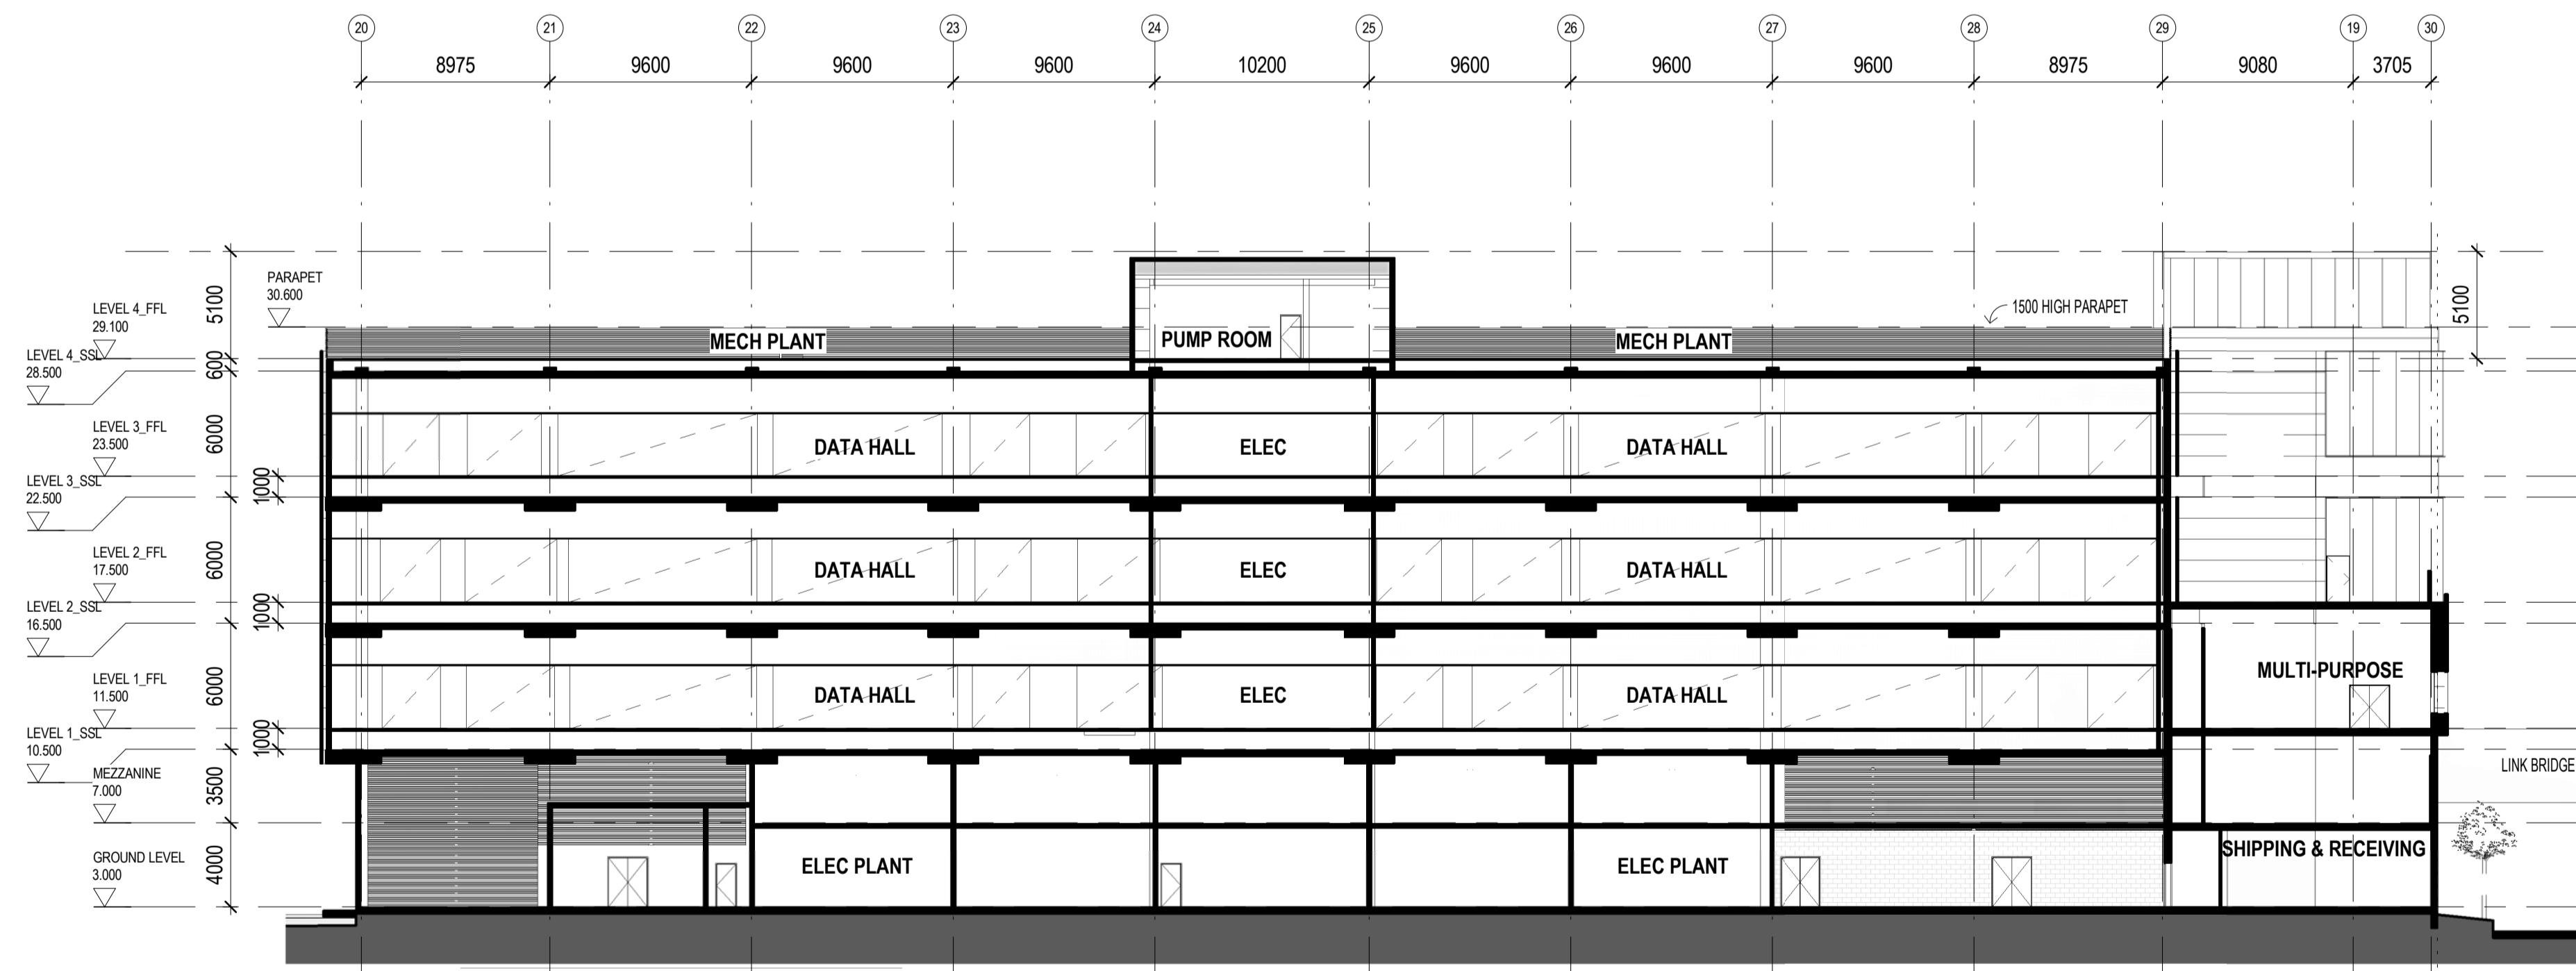 20 21 22 23 24 25 26 27 28 29 19 30
8975 9600 9600 9600 10200 9600 9600 9600 8975 9080 3705
PARAPET
30.600
LEVEL 4_FFL
29.100
LEVEL 4_SSL
28.500
LEVEL 3_FFL
23.500
LEVEL 3_SSL
22.500
LEVEL 2_FFL
17.500
LEVEL 2_SSL
16.500
LEVEL 1_FFL
11.500
LEVEL 1_SSL
10.500
MEZZANINE
7.000
GROUND LEVEL
3.000
5100
600
6000
1000
6000
1000
6000
1000
3500
4000
1500 HIGH PARAPET
5100
MECH PLANT PUMP ROOM MECH PLANT
DATA HALL ELEC DATA HALL
DATA HALL ELEC DATA HALL
DATA HALL ELEC DATA HALL
MULTI-PURPOSE
LINK BRIDGE
ELEC PLANT ELEC PLANT SHIPPING & RECEIVING